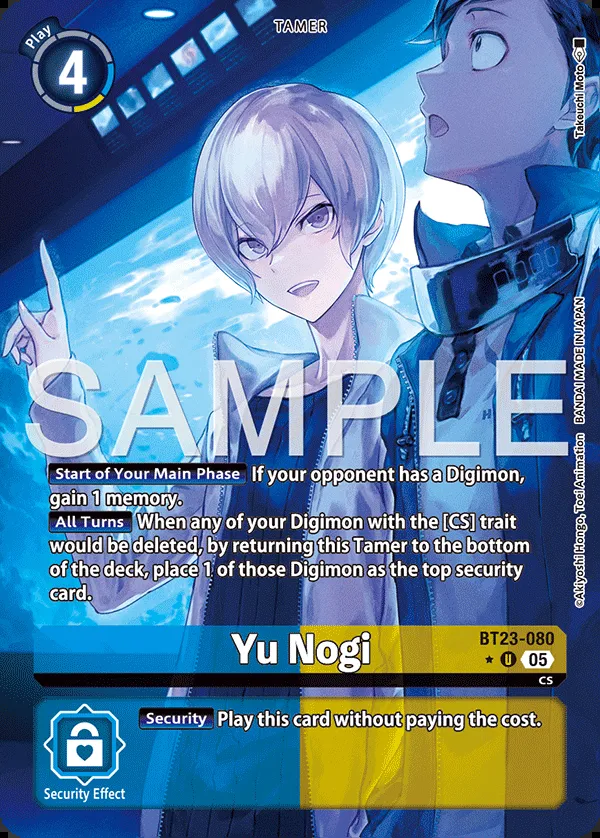 TAMER
Play
4
Takeuchi Moto
SAMPLE
Start of Your Main Phase If your opponent has a Digimon,
gain 1 memory.
All Turns When any of your Digimon with the [CS] trait
would be deleted, by returning this Tamer to the bottom
of the deck, place 1 of those Digimon as the top security
card.
©Akiyoshi Hongo, Toei Animation BANDAI MADE IN JAPAN
Yu Nogi
BT23-080
U 05
CS
Security Play this card without paying the cost.
Security Effect